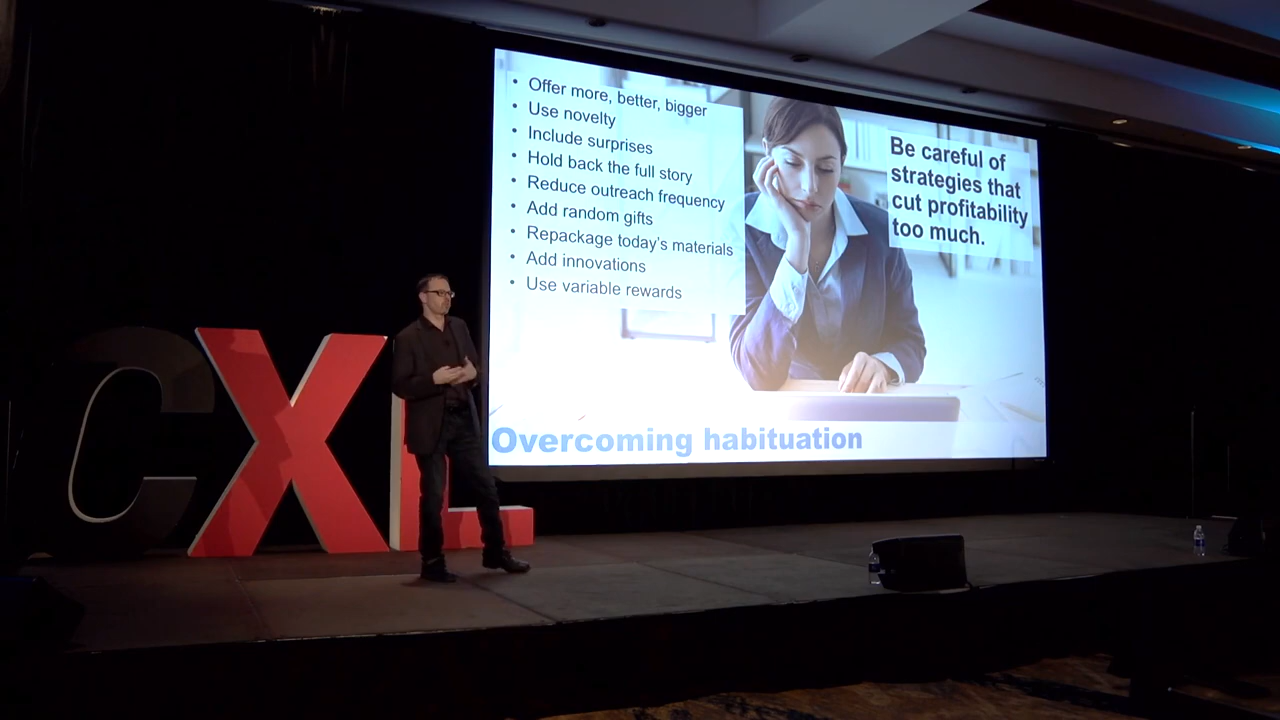 • Offer more, better, bigger
• Use novelty
• Include surprises
• Hold back the full story
• Reduce outreach frequency
• Add random gifts
• Repackage today's materials
• Add innovations
• Use variable rewards
Be careful of
strategies that
cut profitability
too much.
Overcoming habituation
CXL